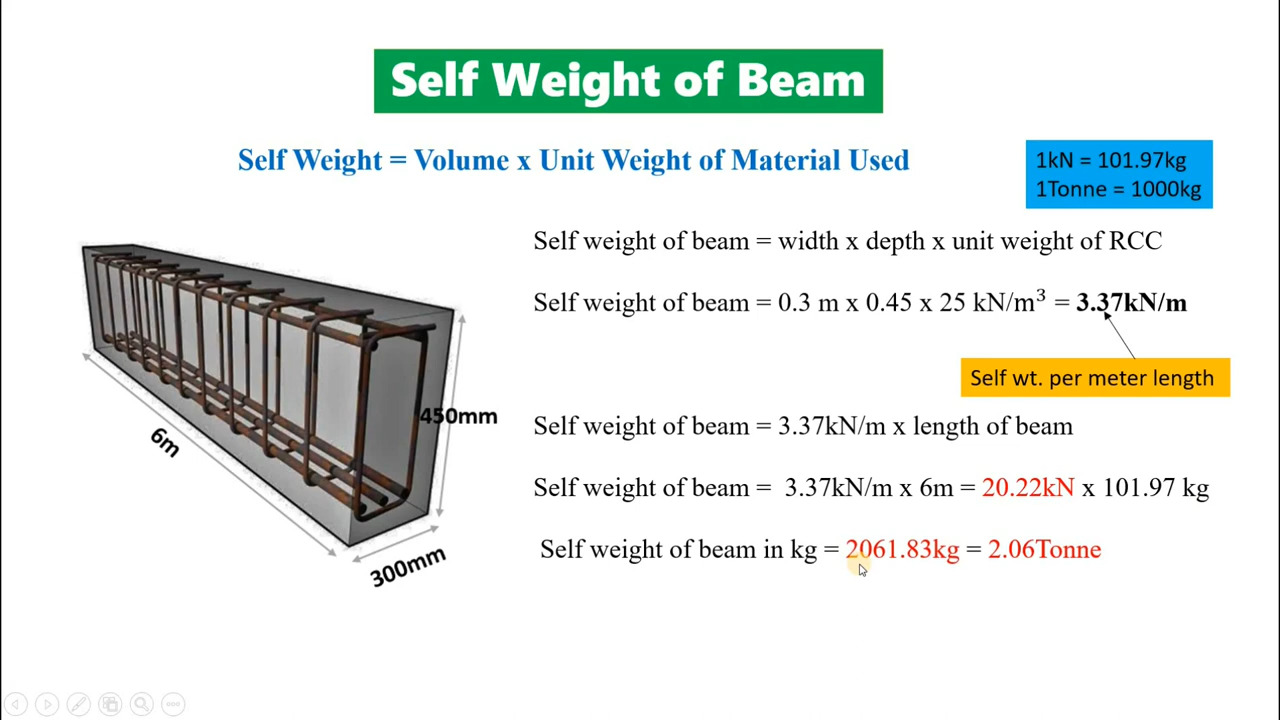 Self Weight of Beam
Self Weight = Volume x Unit Weight of Material Used
1kN = 101.97kg
1Tonne = 1000kg
Self weight of beam = width x depth x unit weight of RCC
Self weight of beam = 0.3 m x 0.45 x 25 kN/m³ = 3.37kN/m
Self wt. per meter length
450mm
6m
300mm
Self weight of beam = 3.37kN/m x length of beam
Self weight of beam =  3.37kN/m x 6m = 20.22kN x 101.97 kg
Self weight of beam in kg = 2061.83kg = 2.06Tonne